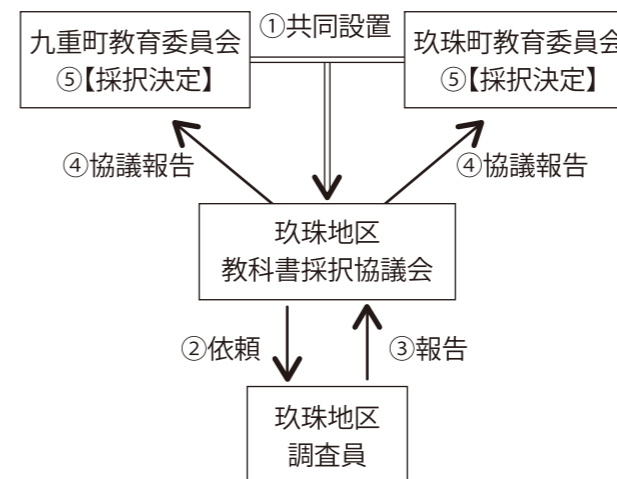 ①共同設置
九重町教育委員会
⑤【採択決定】
玖珠町教育委員会
⑤【採択決定】
④協議報告
④協議報告
玖珠地区
教科書採択協議会
②依頼
③報告
玖珠地区
調査員